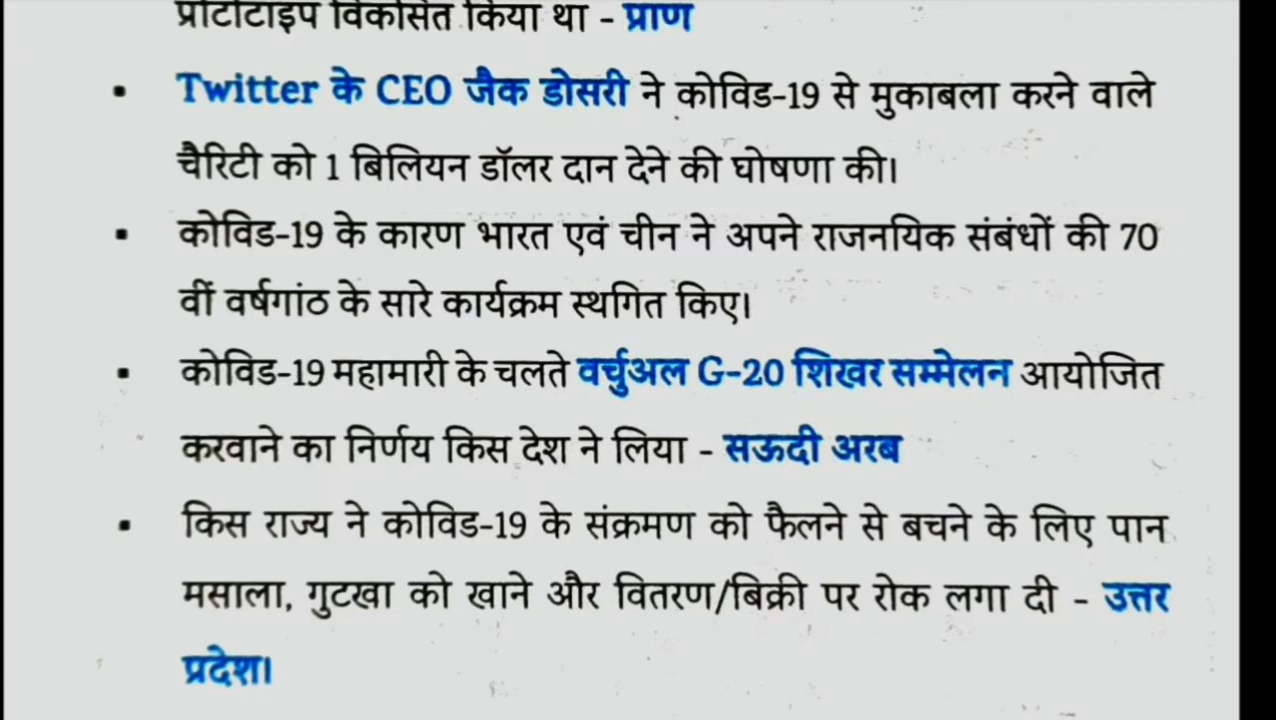 प्रोटोटाइप विकसित किया था - प्राण
▪ Twitter के CEO जैक डोसरी ने कोविड-19 से मुकाबला करने वाले
चैरिटी को 1 बिलियन डॉलर दान देने की घोषणा की।
▪ कोविड-19 के कारण भारत एवं चीन ने अपने राजनयिक संबंधों की 70
वीं वर्षगांठ के सारे कार्यक्रम स्थगित किए।
▪ कोविड-19 महामारी के चलते वर्चुअल G-20 शिखर सम्मेलन आयोजित
करवाने का निर्णय किस देश ने लिया - सऊदी अरब
▪ किस राज्य ने कोविड-19 के संक्रमण को फैलने से बचने के लिए पान
मसाला, गुटखा को खाने और वितरण/बिक्री पर रोक लगा दी - उत्तर
प्रदेश।